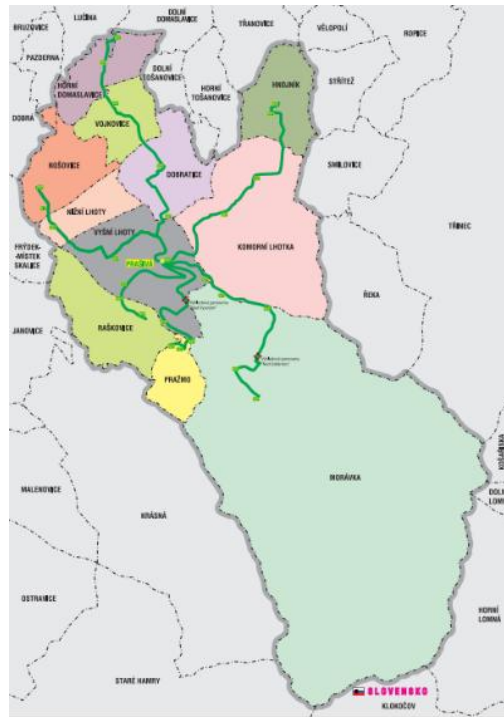 BRUZOVICE
LUČINA
DOLNÍ
DOMASLAVICE
TŘANOVICE
VĚLOPOLÍ
ROPICE
PAZDERNA
HORNÍ
DOMASLAVICE
DOLNÍ
TOŠANOVICE
HORNÍ
TOŠANOVICE
HNOJNÍK
STŘÍTEŽ
DOBRÁ
VOJKOVICE
NOŠOVICE
DOBRATICE
SMILOVICE
NIŽNÍ LHOTY
VYŠNÍ LHOTY
KOMORNÍ LHOTKA
TŘINEC
FRÝDEK-
MÍSTEK
SKALICE
PRAŠIVÁ
ŘEKA
JANOVICE
RAŠKOVICE
PRAŽMO
MORÁVKA
MALENOVICE
KRÁSNÁ
OSTRAVICE
HORNÍ
LOMNÁ
STARÉ HAMRY
SLOVENSKO
KLOKOČOV